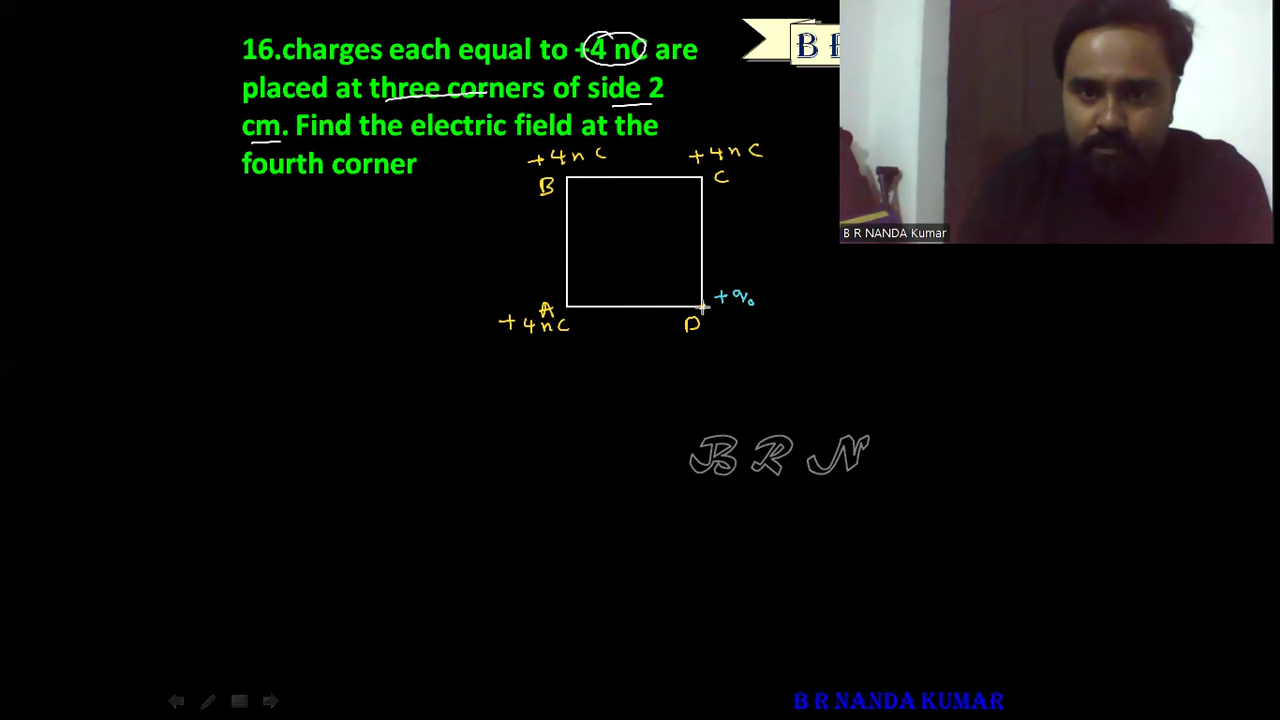 16.charges each equal to +4 nC are
placed at three corners of side 2
cm. Find the electric field at the
fourth corner
B
+4nC
+4nC
B
C
B R NANDA Kumar
+q₀
A
+4nC
D
B R N
B R NANDA KUMAR